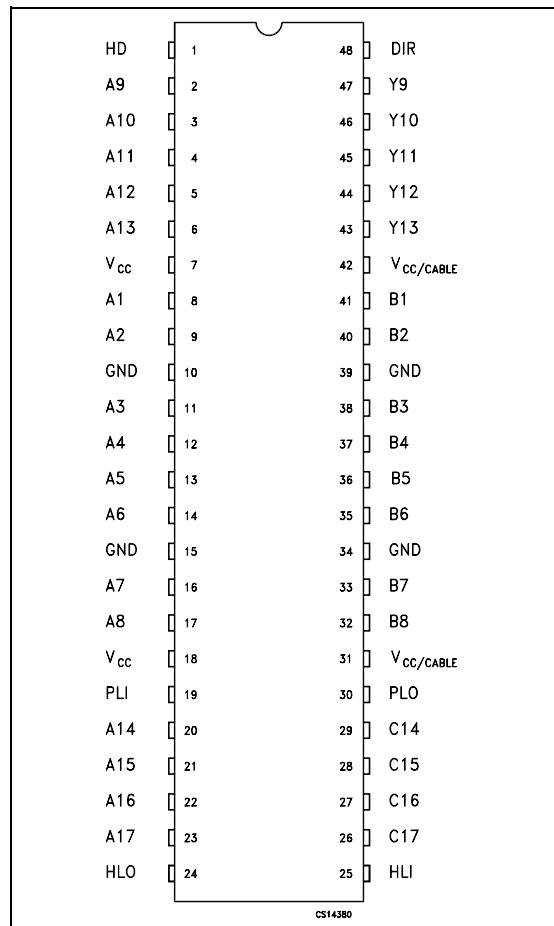 HD 1 48 DIR
A9 2 47 Y9
A10 3 46 Y10
A11 4 45 Y11
A12 5 44 Y12
A13 6 43 Y13
VCC 7 42 VCC/CABLE
A1 8 41 B1
A2 9 40 B2
GND 10 39 GND
A3 11 38 B3
A4 12 37 B4
A5 13 36 B5
A6 14 35 B6
GND 15 34 GND
A7 16 33 B7
A8 17 32 B8
VCC 18 31 VCC/CABLE
PLI 19 30 PLO
A14 20 29 C14
A15 21 28 C15
A16 22 27 C16
A17 23 26 C17
HLO 24 25 HLI
CS14380